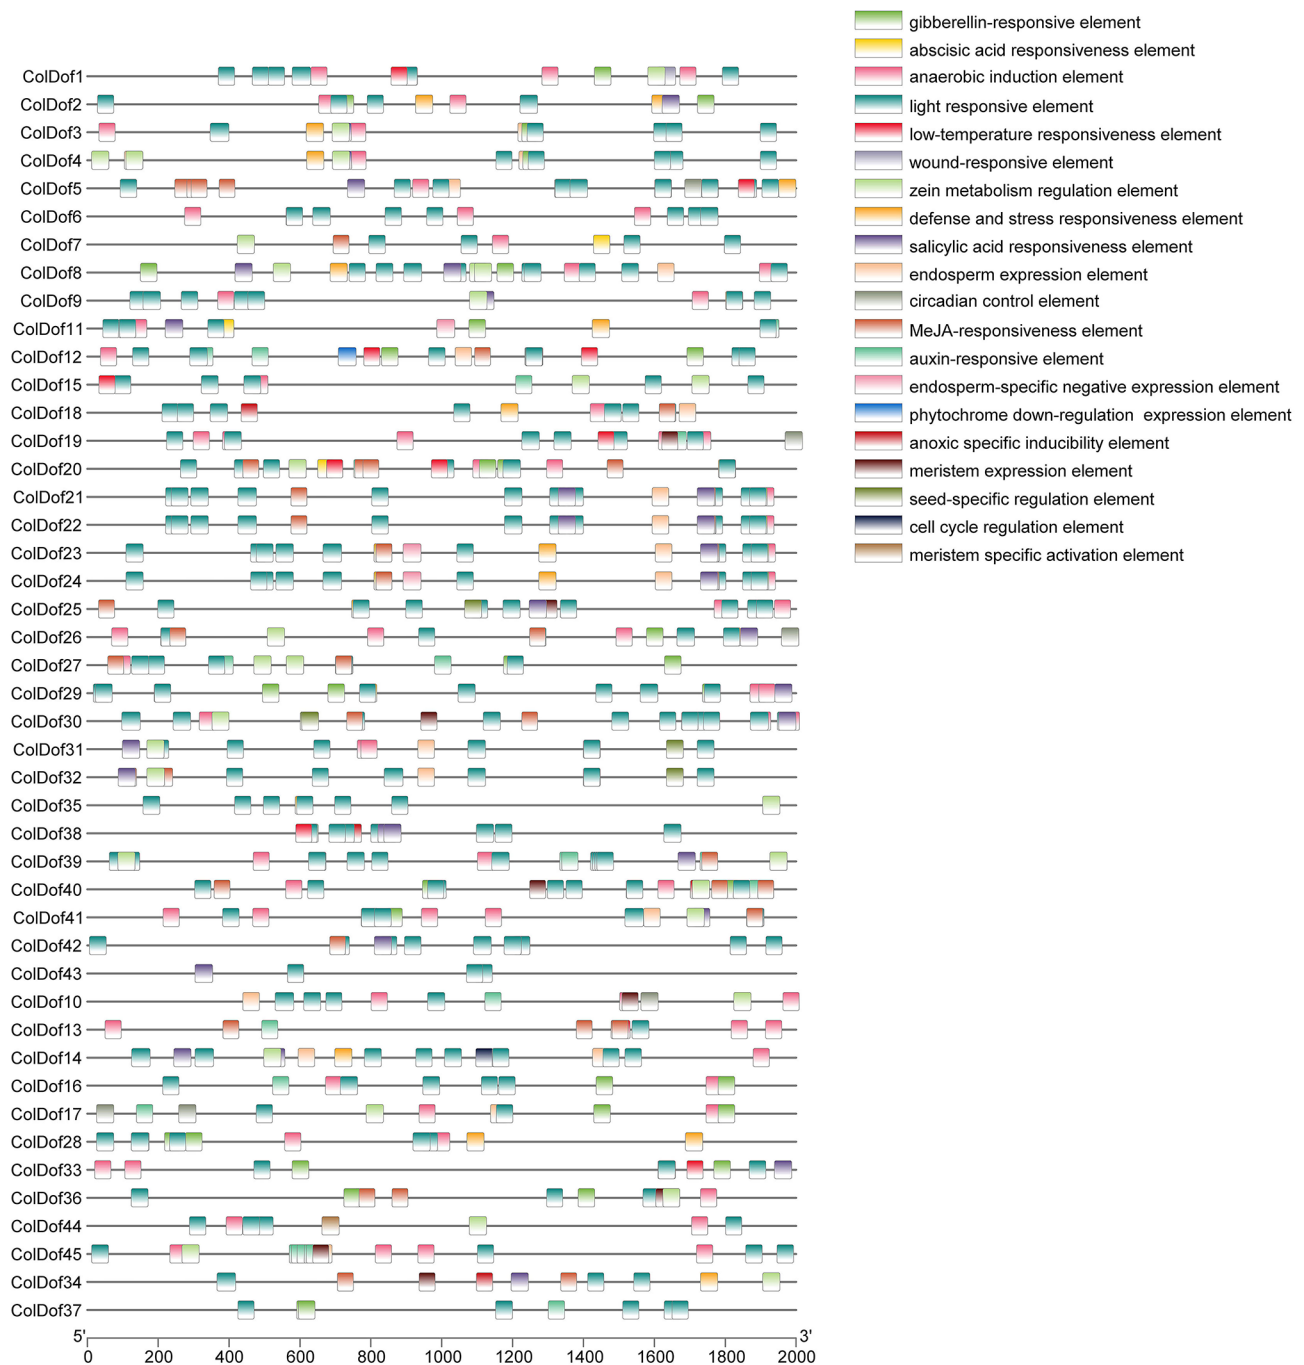 gibberellin-responsive element
abscisic acid responsiveness element
anaerobic induction element
light responsive element
low-temperature responsiveness element
wound-responsive element
zein metabolism regulation element
defense and stress responsiveness element
salicylic acid responsiveness element
endosperm expression element
circadian control element
MeJA-responsiveness element
auxin-responsive element
endosperm-specific negative expression element
phytochrome down-regulation expression element
anoxic specific inducibility element
meristem expression element
seed-specific regulation element
cell cycle regulation element
meristem specific activation element
ColDof1
ColDof2
ColDof3
ColDof4
ColDof5
ColDof6
ColDof7
ColDof8
ColDof9
ColDof11
ColDof12
ColDof15
ColDof18
ColDof19
ColDof20
ColDof21
ColDof22
ColDof23
ColDof24
ColDof25
ColDof26
ColDof27
ColDof29
ColDof30
ColDof31
ColDof32
ColDof35
ColDof38
ColDof39
ColDof40
ColDof41
ColDof42
ColDof43
ColDof10
ColDof13
ColDof14
ColDof16
ColDof17
ColDof28
ColDof33
ColDof36
ColDof44
ColDof45
ColDof34
ColDof37
5' 3'
0 200 400 600 800 1000 1200 1400 1600 1800 2000